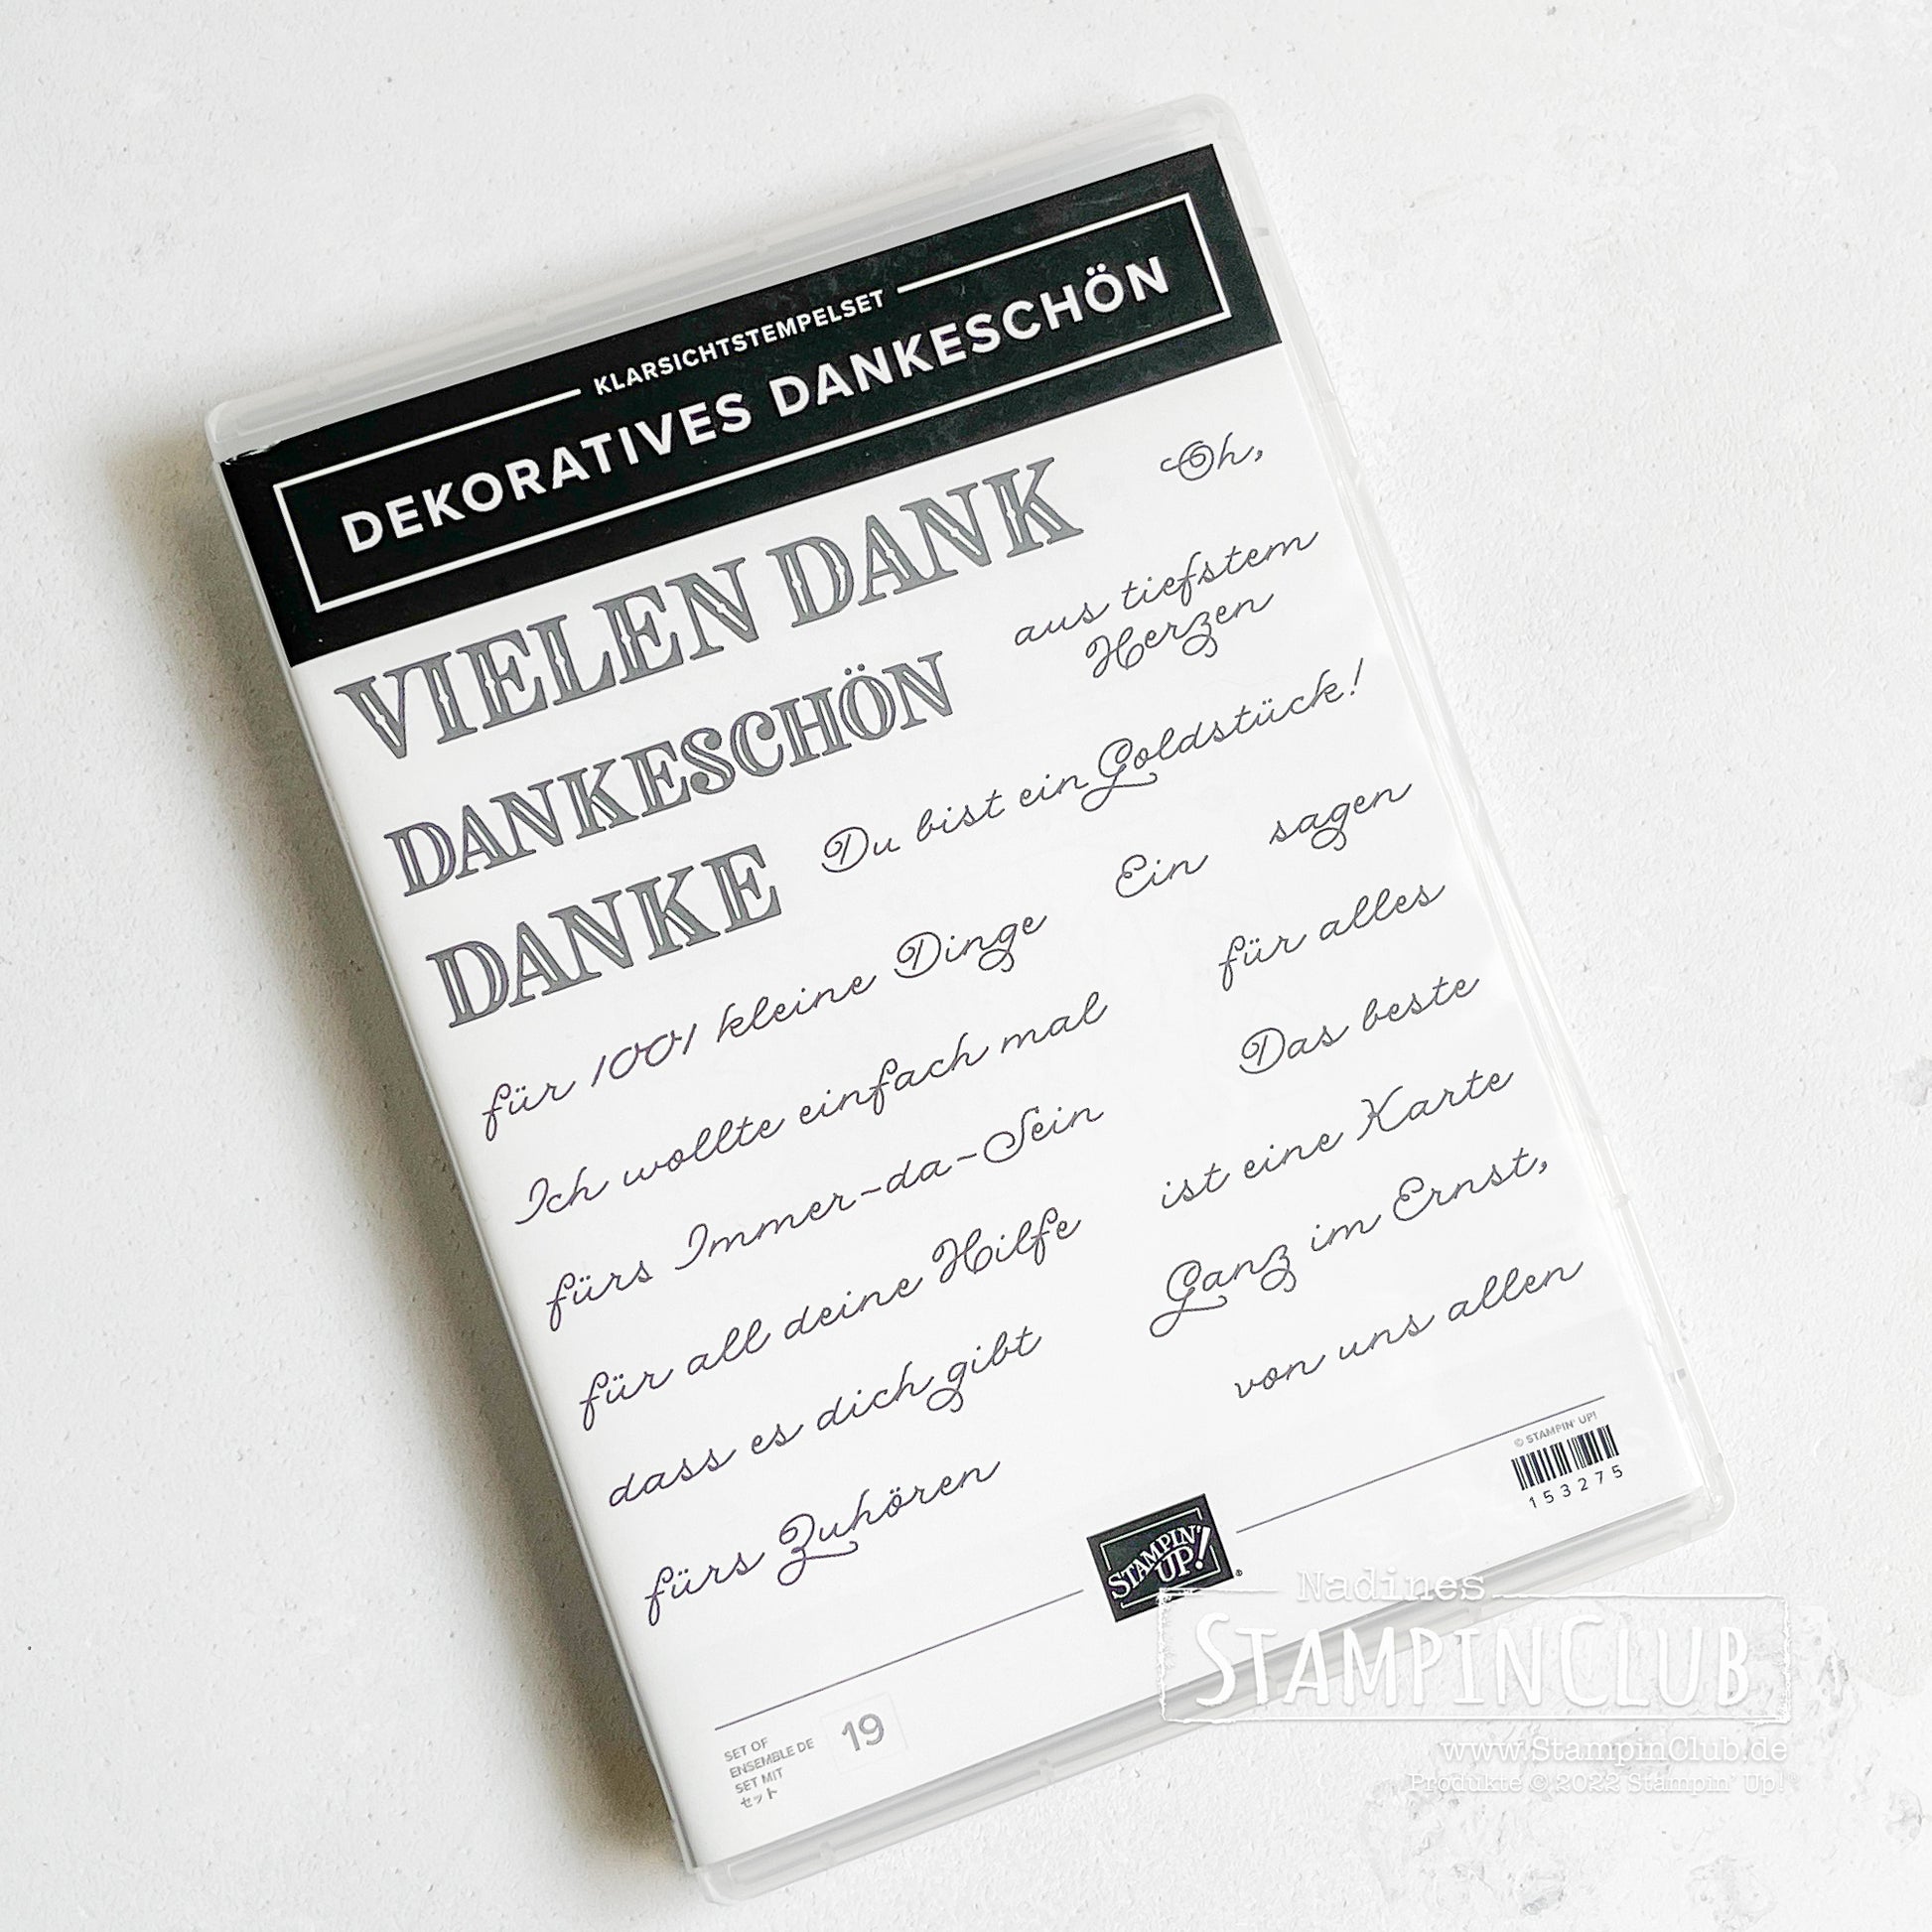 KLARSICHTSTEMPELSET
DEKORATIVES DANKESCHÖN
VIELEN DANK
Oh,
aus tiefstem
Herzen
DANKESCHÖN
Du bist ein Goldstück!
DANKE
Ein
sagen
für 1001 kleine Dinge
für alles
Ich wollte einfach mal
Das beste
fürs Immer-da-Sein
ist eine Karte
für all deine Hilfe
Ganz im Ernst,
dass es dich gibt
von uns allen
fürs Zuhören
© STAMPIN' UP!
153275
STAMPIN'
UP!
®
SET OF
ENSEMBLE DE
SET MIT
セット
19
Nadines
STAMPINCLUB
www.StampinClub.de
Produkte © 2022 Stampin' Up!®